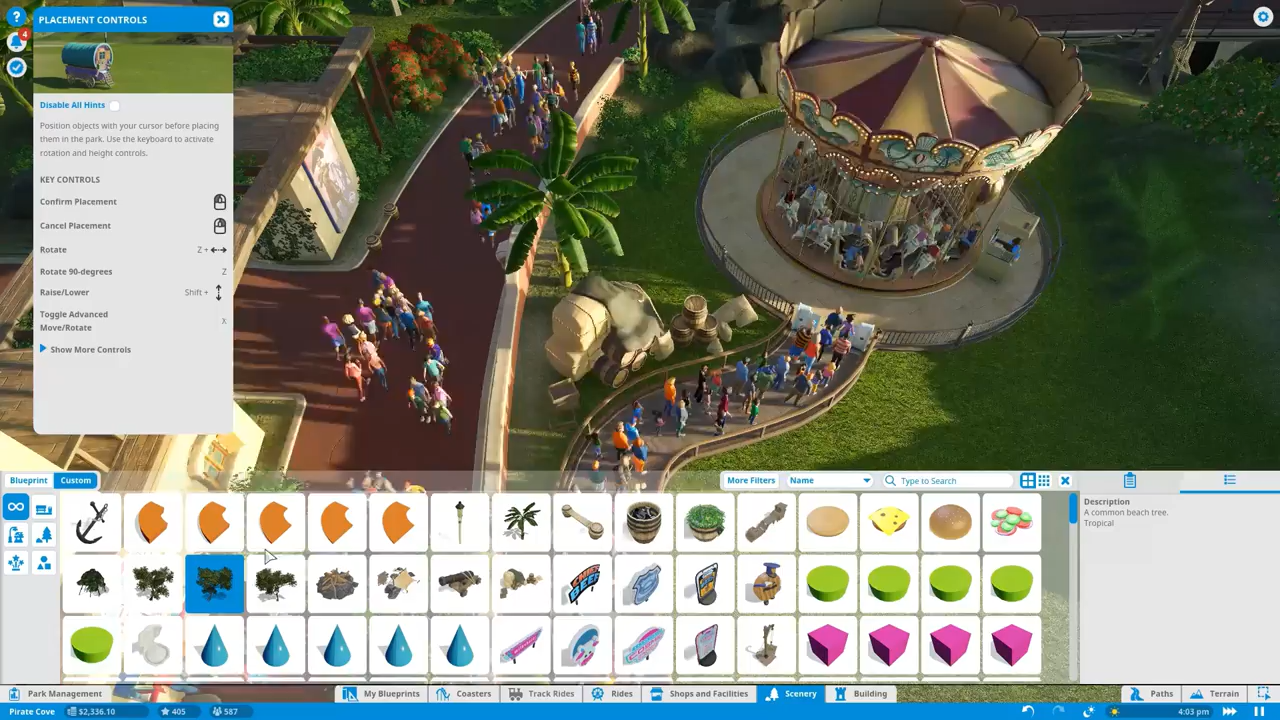 PLACEMENT CONTROLS
?
4
Disable All Hints
Position objects with your cursor before placing
them in the park. Use the keyboard to activate
rotation and height controls.
KEY CONTROLS
Confirm Placement
Cancel Placement
Rotate Z +
Rotate 90-degrees Z
Raise/Lower Shift +
Toggle Advanced
Move/Rotate X
Show More Controls
Blueprint Custom More Filters Name Type to Search
Description
A common beach tree.
Tropical
Park Management My Blueprints Coasters Track Rides Rides Shops and Facilities Scenery Building Paths Terrain
Pirate Cove $2,336.10 405 587 4:03 pm